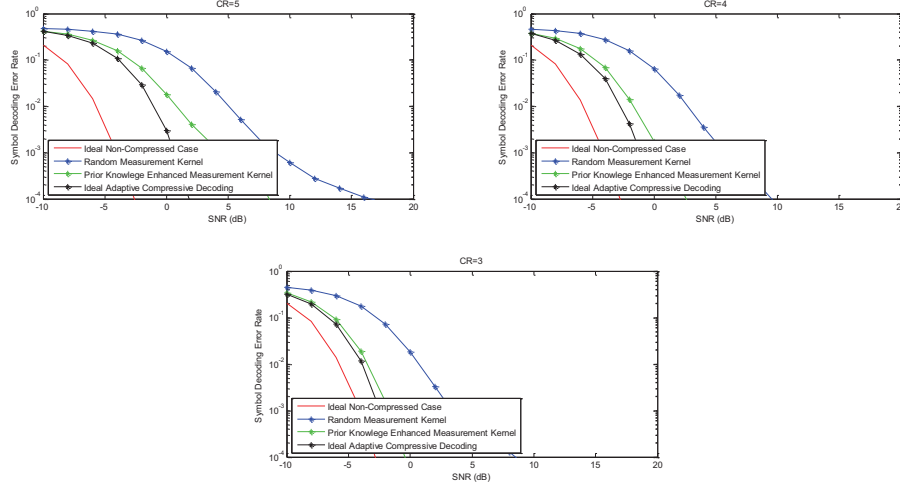 CR=5
10^0
10^-1
10^-2
10^-3
10^-4
Symbol Decoding Error Rate
Ideal Non-Compressed Case
Random Measurement Kernel
Prior Knowlege Enhanced Measurement Kernel
Ideal Adaptive Compressive Decoding
-10 -5 0 5 10 15 20
SNR (dB)
CR=4
10^0
10^-1
10^-2
10^-3
10^-4
Symbol Decoding Error Rate
Ideal Non-Compressed Case
Random Measurement Kernel
Prior Knowlege Enhanced Measurement Kernel
Ideal Adaptive Compressive Decoding
-10 -5 0 5 10 15 20
SNR (dB)
CR=3
10^0
10^-1
10^-2
10^-3
10^-4
Symbol Decoding Error Rate
Ideal Non-Compressed Case
Random Measurement Kernel
Prior Knowlege Enhanced Measurement Kernel
Ideal Adaptive Compressive Decoding
-10 -5 0 5 10 15 20
SNR (dB)